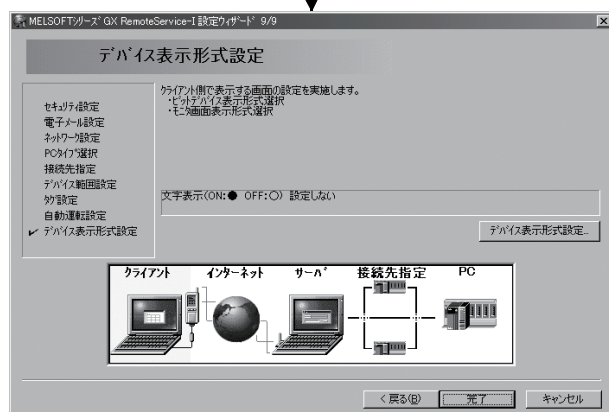 MELSOFTシリーズ GX RemoteService-I 設定ウィザード 9/9
デバイス表示形式設定
セキュリティ設定
電子メール設定
ネットワーク設定
PCタイプ選択
接続先指定
デバイス範囲設定
タグ設定
自動運転設定
✓ デバイス表示形式設定
クライアント側で表示する画面の設定を実施します。
・ビットデバイス表示形式選択
・モニタ画面表示形式選択
文字表示(ON:● OFF:○) 設定しない
デバイス表示形式設定...
クライアント インターネット サーバ 接続先指定 PC
< 戻る(B) 完了 キャンセル